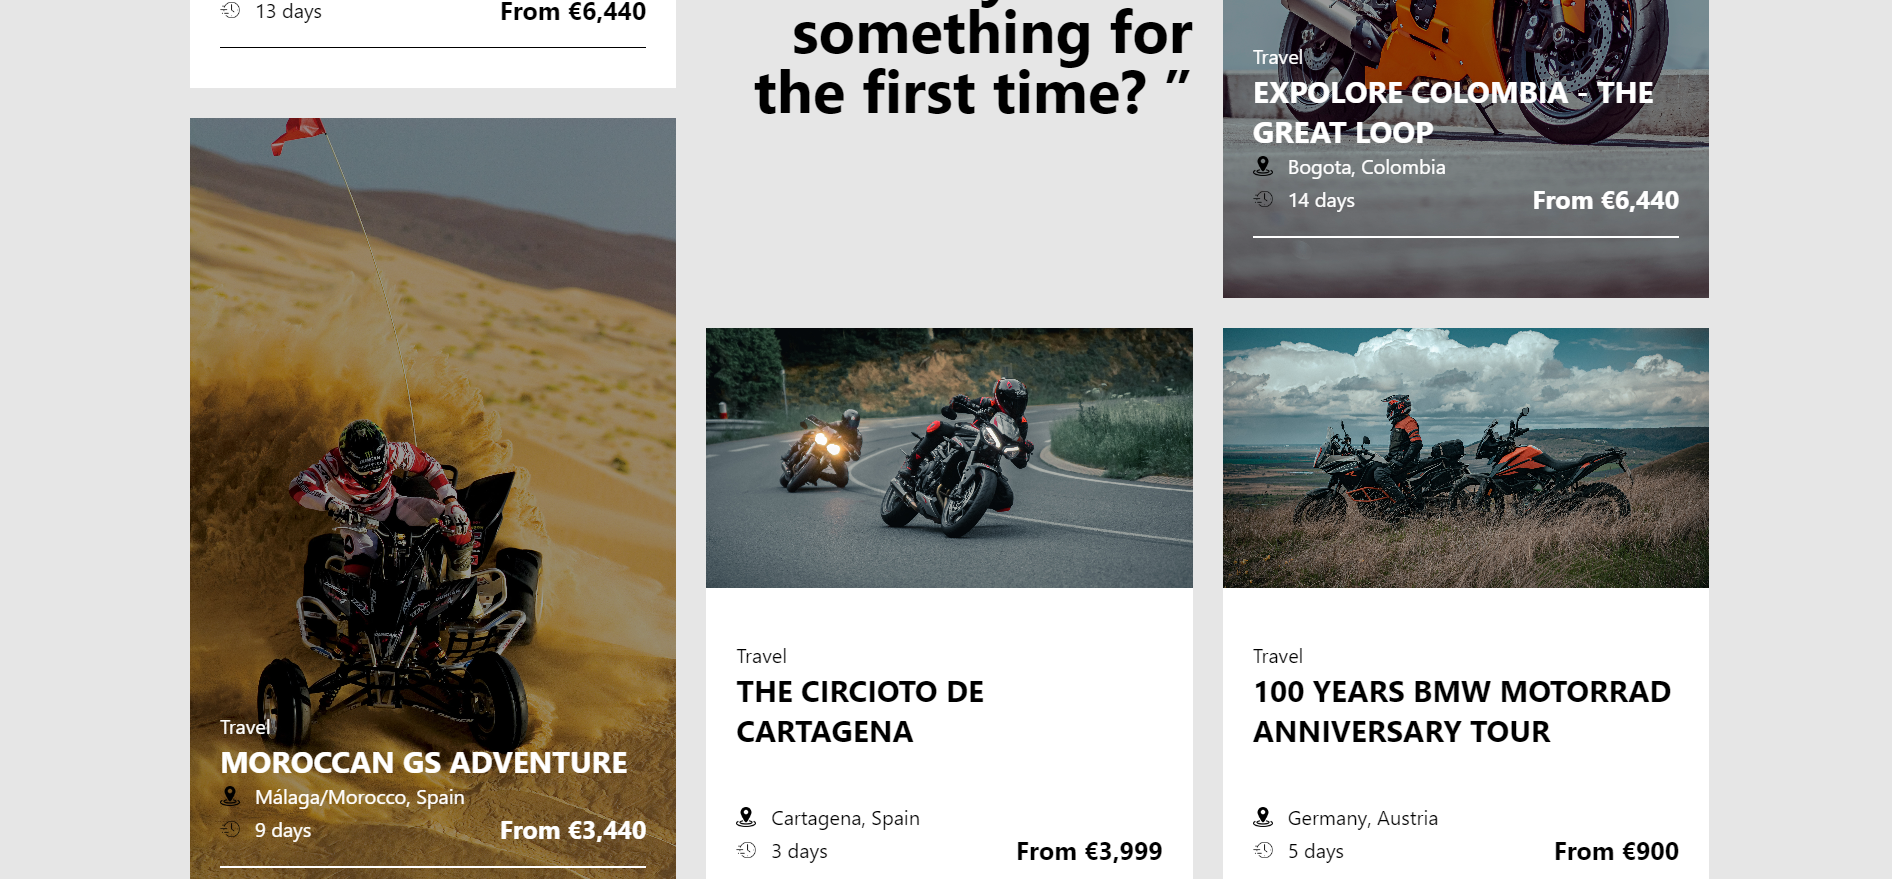 13 days
From €6,440
something for
the first time? ”
Travel
EXPOLORE COLOMBIA - THE
GREAT LOOP
Bogota, Colombia
14 days
From €6,440
Travel
MOROCCAN GS ADVENTURE
Málaga/Morocco, Spain
9 days
From €3,440
Travel
THE CIRCIOTO DE
CARTAGENA
Cartagena, Spain
3 days
From €3,999
Travel
100 YEARS BMW MOTORRAD
ANNIVERSARY TOUR
Germany, Austria
5 days
From €900